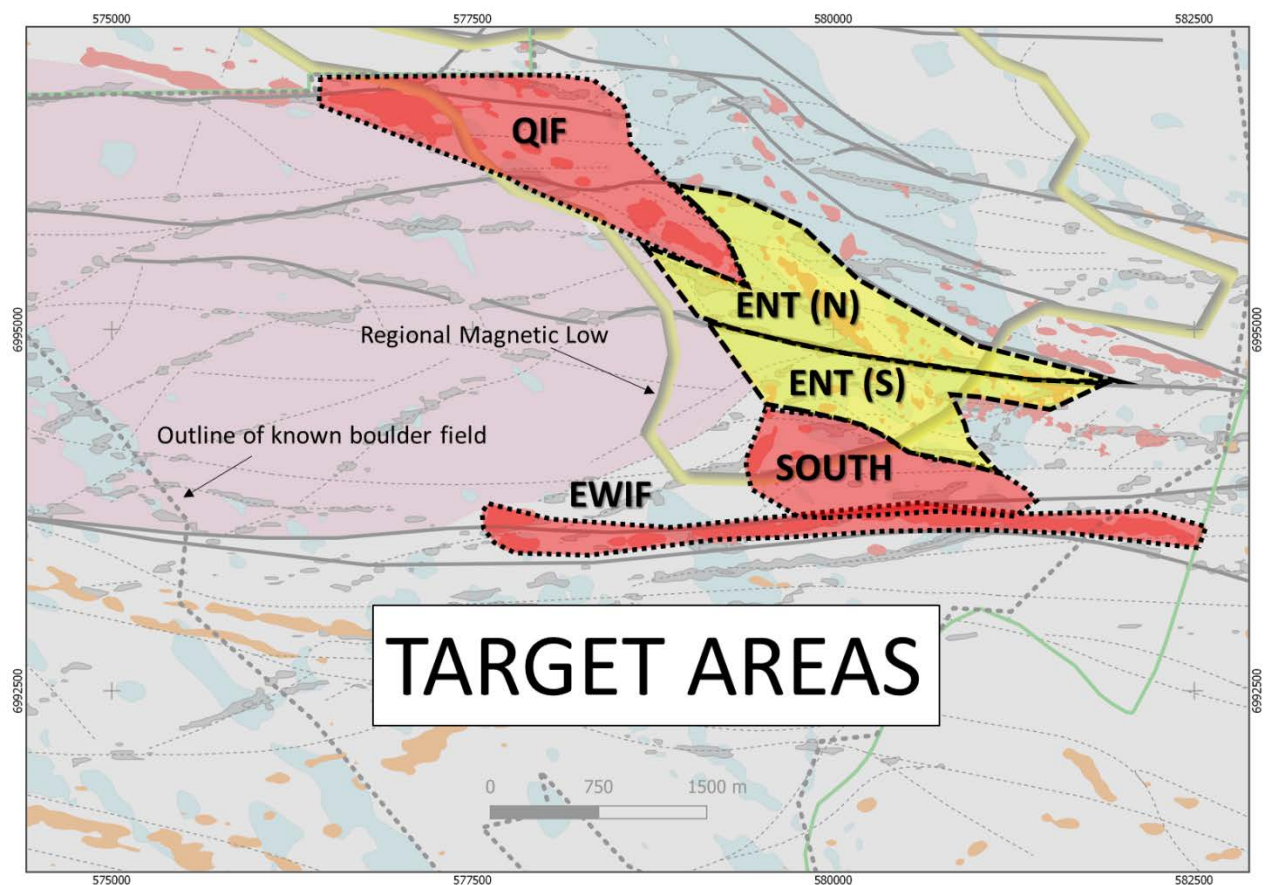 575000
577500
580000
582500
QIF
ENT (N)
6995000
6995000
Regional Magnetic Low
ENT (S)
Outline of known boulder field
SOUTH
EWIF
TARGET AREAS
6992500
6992500
0
750
1500 m
575000
577500
580000
582500